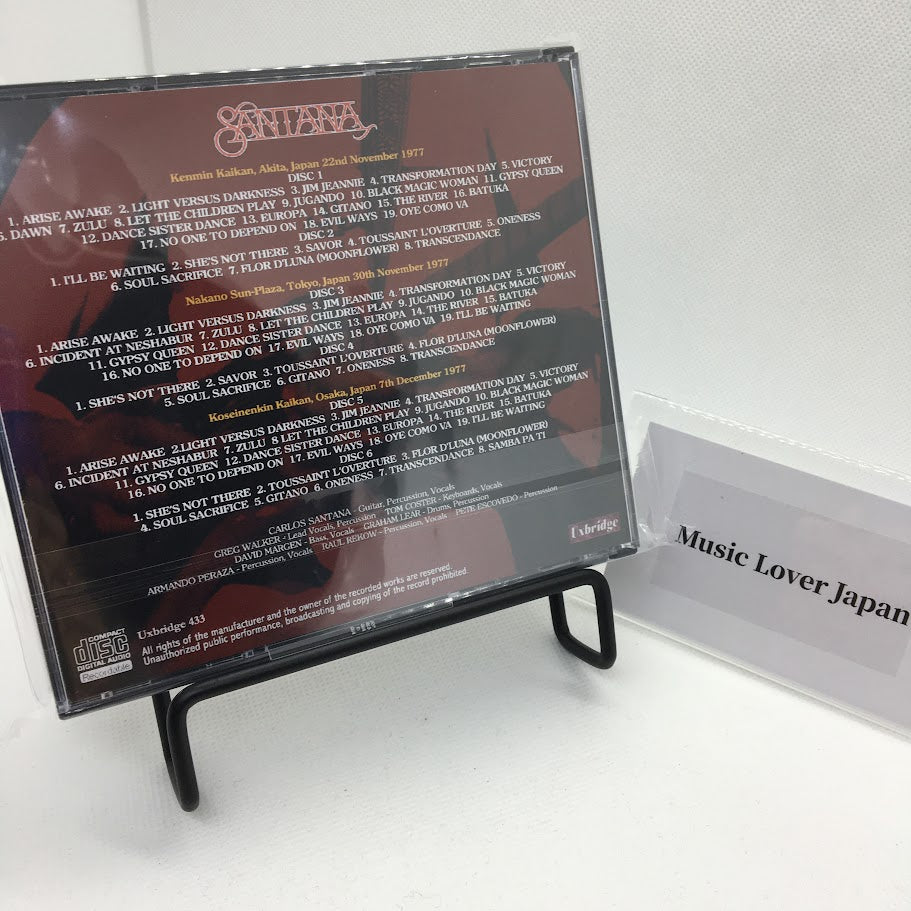 SANTANA
Kenmin Kaikan, Akita, Japan 22nd November 1977
DISC 1
1. ARISE AWAKE 2. LIGHT VERSUS DARKNESS 3. JIM JEANNIE 4. TRANSFORMATION DAY 5. VICTORY
6. DAWN 7. ZULU 8. LET THE CHILDREN PLAY 9. JUGANDO 10. BLACK MAGIC WOMAN 11. GYPSY QUEEN
12. DANCE SISTER DANCE 13. EUROPA 14. GITANO 15. THE RIVER 16. BATUKA
17. NO ONE TO DEPEND ON 18. EVIL WAYS 19. OYE COMO VA
DISC 2
1. I'LL BE WAITING 2. SHE'S NOT THERE 3. SAVOR 4. TOUSSAINT L'OVERTURE 5. ONENESS
6. SOUL SACRIFICE 7. FLOR D'LUNA (MOONFLOWER) 8. TRANSCENDANCE
Nakano Sun-Plaza, Tokyo, Japan 30th November 1977
DISC 3
1. ARISE AWAKE 2. LIGHT VERSUS DARKNESS 3. JIM JEANNIE 4. TRANSFORMATION DAY 5. VICTORY
6. INCIDENT AT NESHABUR 7. ZULU 8. LET THE CHILDREN PLAY 9. JUGANDO 10. BLACK MAGIC WOMAN
11. GYPSY QUEEN 12. DANCE SISTER DANCE 13. EUROPA 14. THE RIVER 15. BATUKA
16. NO ONE TO DEPEND ON 17. EVIL WAYS 18. OYE COMO VA 19. I'LL BE WAITING
DISC 4
1. SHE'S NOT THERE 2. SAVOR 3. TOUSSAINT L'OVERTURE 4. FLOR D'LUNA (MOONFLOWER)
5. SOUL SACRIFICE 6. GITANO 7. ONENESS 8. TRANSCENDANCE
Koseinenkin Kaikan, Osaka, Japan 7th December 1977
DISC 5
1. ARISE AWAKE 2.LIGHT VERSUS DARKNESS 3. JIM JEANNIE 4. TRANSFORMATION DAY 5. VICTORY
6. INCIDENT AT NESHABUR 7. ZULU 8 LET THE CHILDREN PLAY 9. JUGANDO 10. BLACK MAGIC WOMAN
11. GYPSY QUEEN 12. DANCE SISTER DANCE 13. EUROPA 14. THE RIVER 15. BATUKA
16. NO ONE TO DEPEND ON 17. EVIL WAYS 18. OYE COMO VA 19. I'LL BE WAITING
DISC 6
1. SHE'S NOT THERE 2. TOUSSAINT L'OVERTURE 3. FLOR D'LUNA (MOONFLOWER)
4. SOUL SACRIFICE 5. GITANO 6. ONENESS 7. TRANSCENDANCE 8. SAMBA PA TI
CARLOS SANTANA - Guitar, Percussion, Vocals
GREG WALKER - Lead Vocals, Percussion TOM COSTER - Keyboards, Vocals
DAVID MARGEN - Bass, Vocals GRAHAM LEAR - Drums, Percussion
ARMANDO PERAZA - Percussion, Vocals RAUL REKOW - Percussion, Vocals PETE ESCOVEDO - Percussion
Uxbridge
COMPACT
disc
DIGITAL AUDIO
Recordable
Uxbridge 433
All rights of the manufacturer and the owner of the recorded works are reserved.
Unauthorized public performance, broadcasting and copying of the record prohibited.
Music Lover Japan